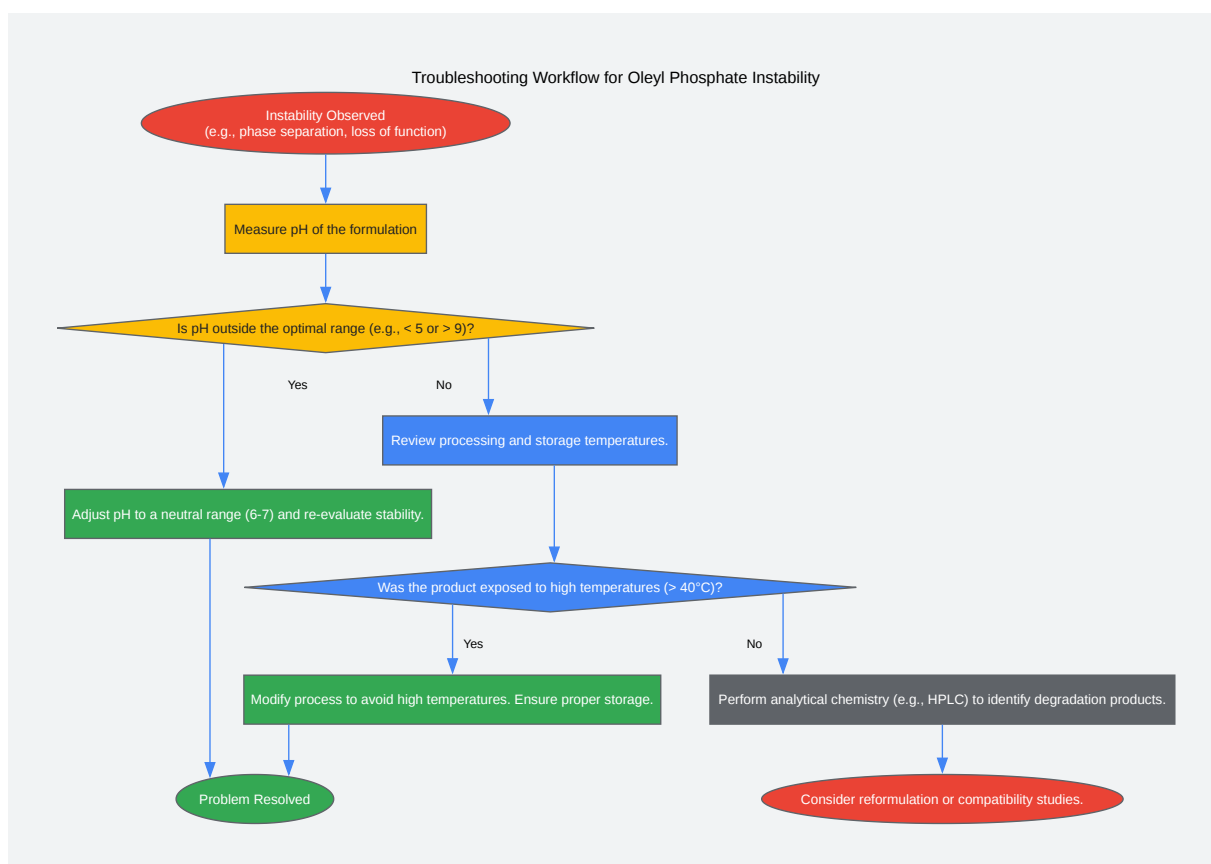 Troubleshooting Workflow for Oleyl Phosphate Instability
Instability Observed
(e.g., phase separation, loss of function)
Measure pH of the formulation
Is pH outside the optimal range (e.g., < 5 or > 9)?
Yes
No
Review processing and storage temperatures.
Adjust pH to a neutral range (6-7) and re-evaluate stability.
Was the product exposed to high temperatures (> 40°C)?
Yes
No
Modify process to avoid high temperatures. Ensure proper storage.
Perform analytical chemistry (e.g., HPLC) to identify degradation products.
Problem Resolved
Consider reformulation or compatibility studies.